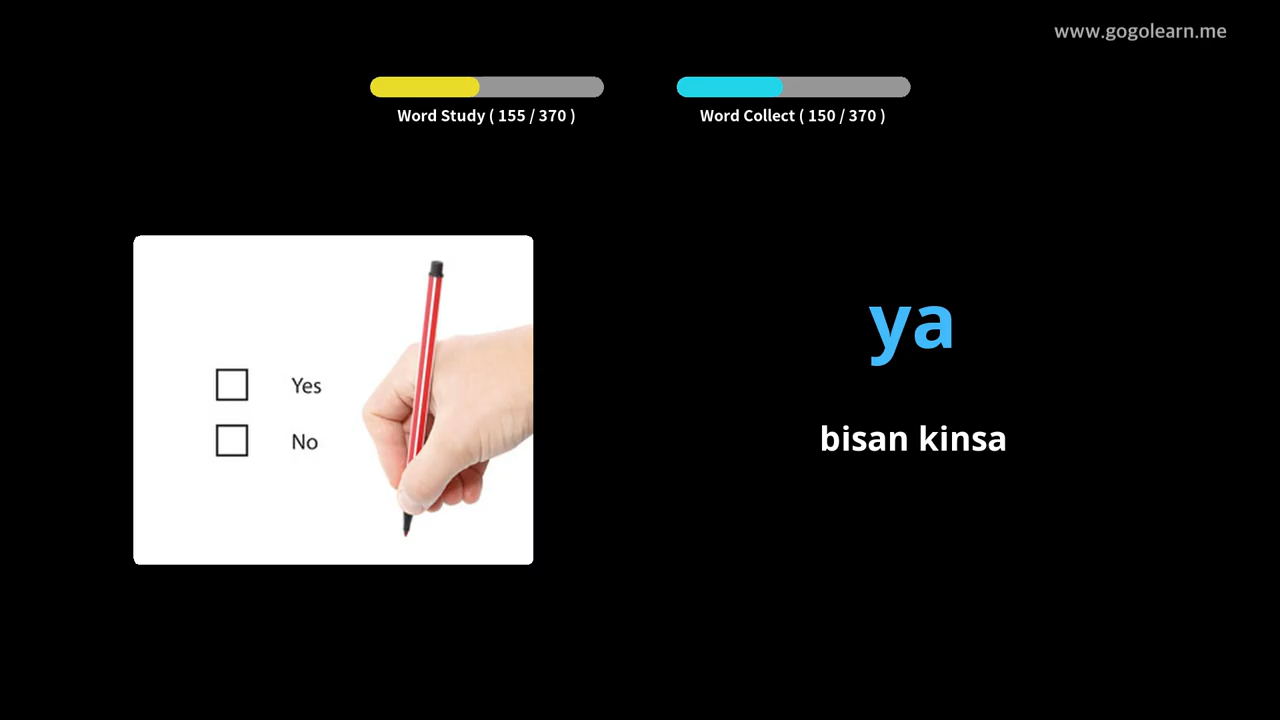 www.gogolearn.me
Word Study ( 155 / 370 )
Word Collect ( 150 / 370 )
Yes
No
ya
bisan kinsa